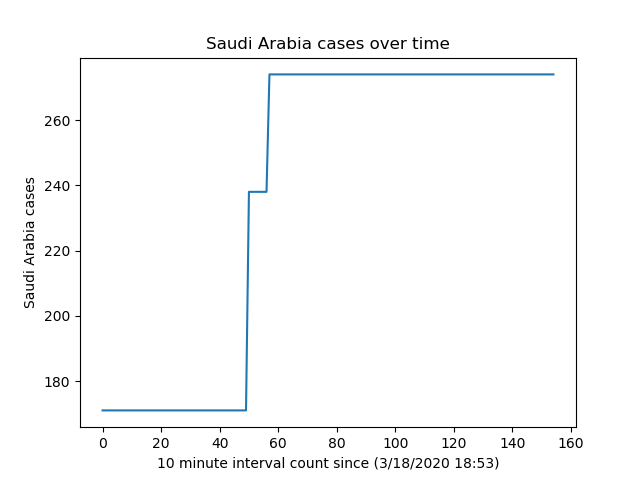 Saudi Arabia cases over time
Saudi Arabia cases
260
240
220
200
180
0 20 40 60 80 100 120 140 160
10 minute interval count since (3/18/2020 18:53)